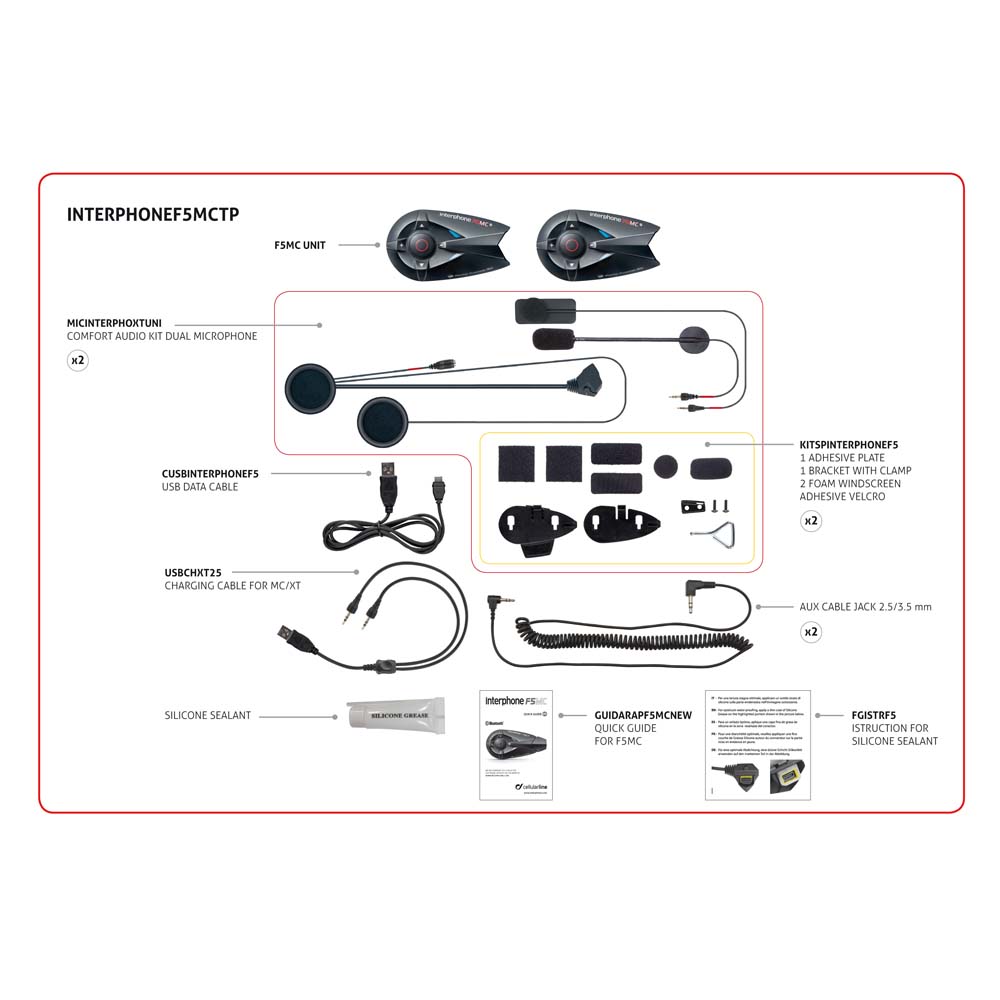 INTERPHONEF5MCTP
F5MC UNIT
interphone F5MC
interphone F5MC
MICINTERPHOXTUNI
COMFORT AUDIO KIT DUAL MICROPHONE
x2
KITSPINTERPHONEF5
1 ADHESIVE PLATE
1 BRACKET WITH CLAMP
2 FOAM WINDSCREEN
ADHESIVE VELCRO
x2
CUSBINTERPHONEF5
USB DATA CABLE
USBCHXT25
CHARGING CABLE FOR MC/XT
AUX CABLE JACK 2.5/3.5 mm
x2
SILICONE SEALANT
SILICONE GREASE
interphone F5MC
QUICK GUIDE
Bluetooth
cellularline
GUIDARAPF5MCNEW
QUICK GUIDE
FOR F5MC
FGISTRF5
ISTRUCTION FOR
SILICONE SEALANT